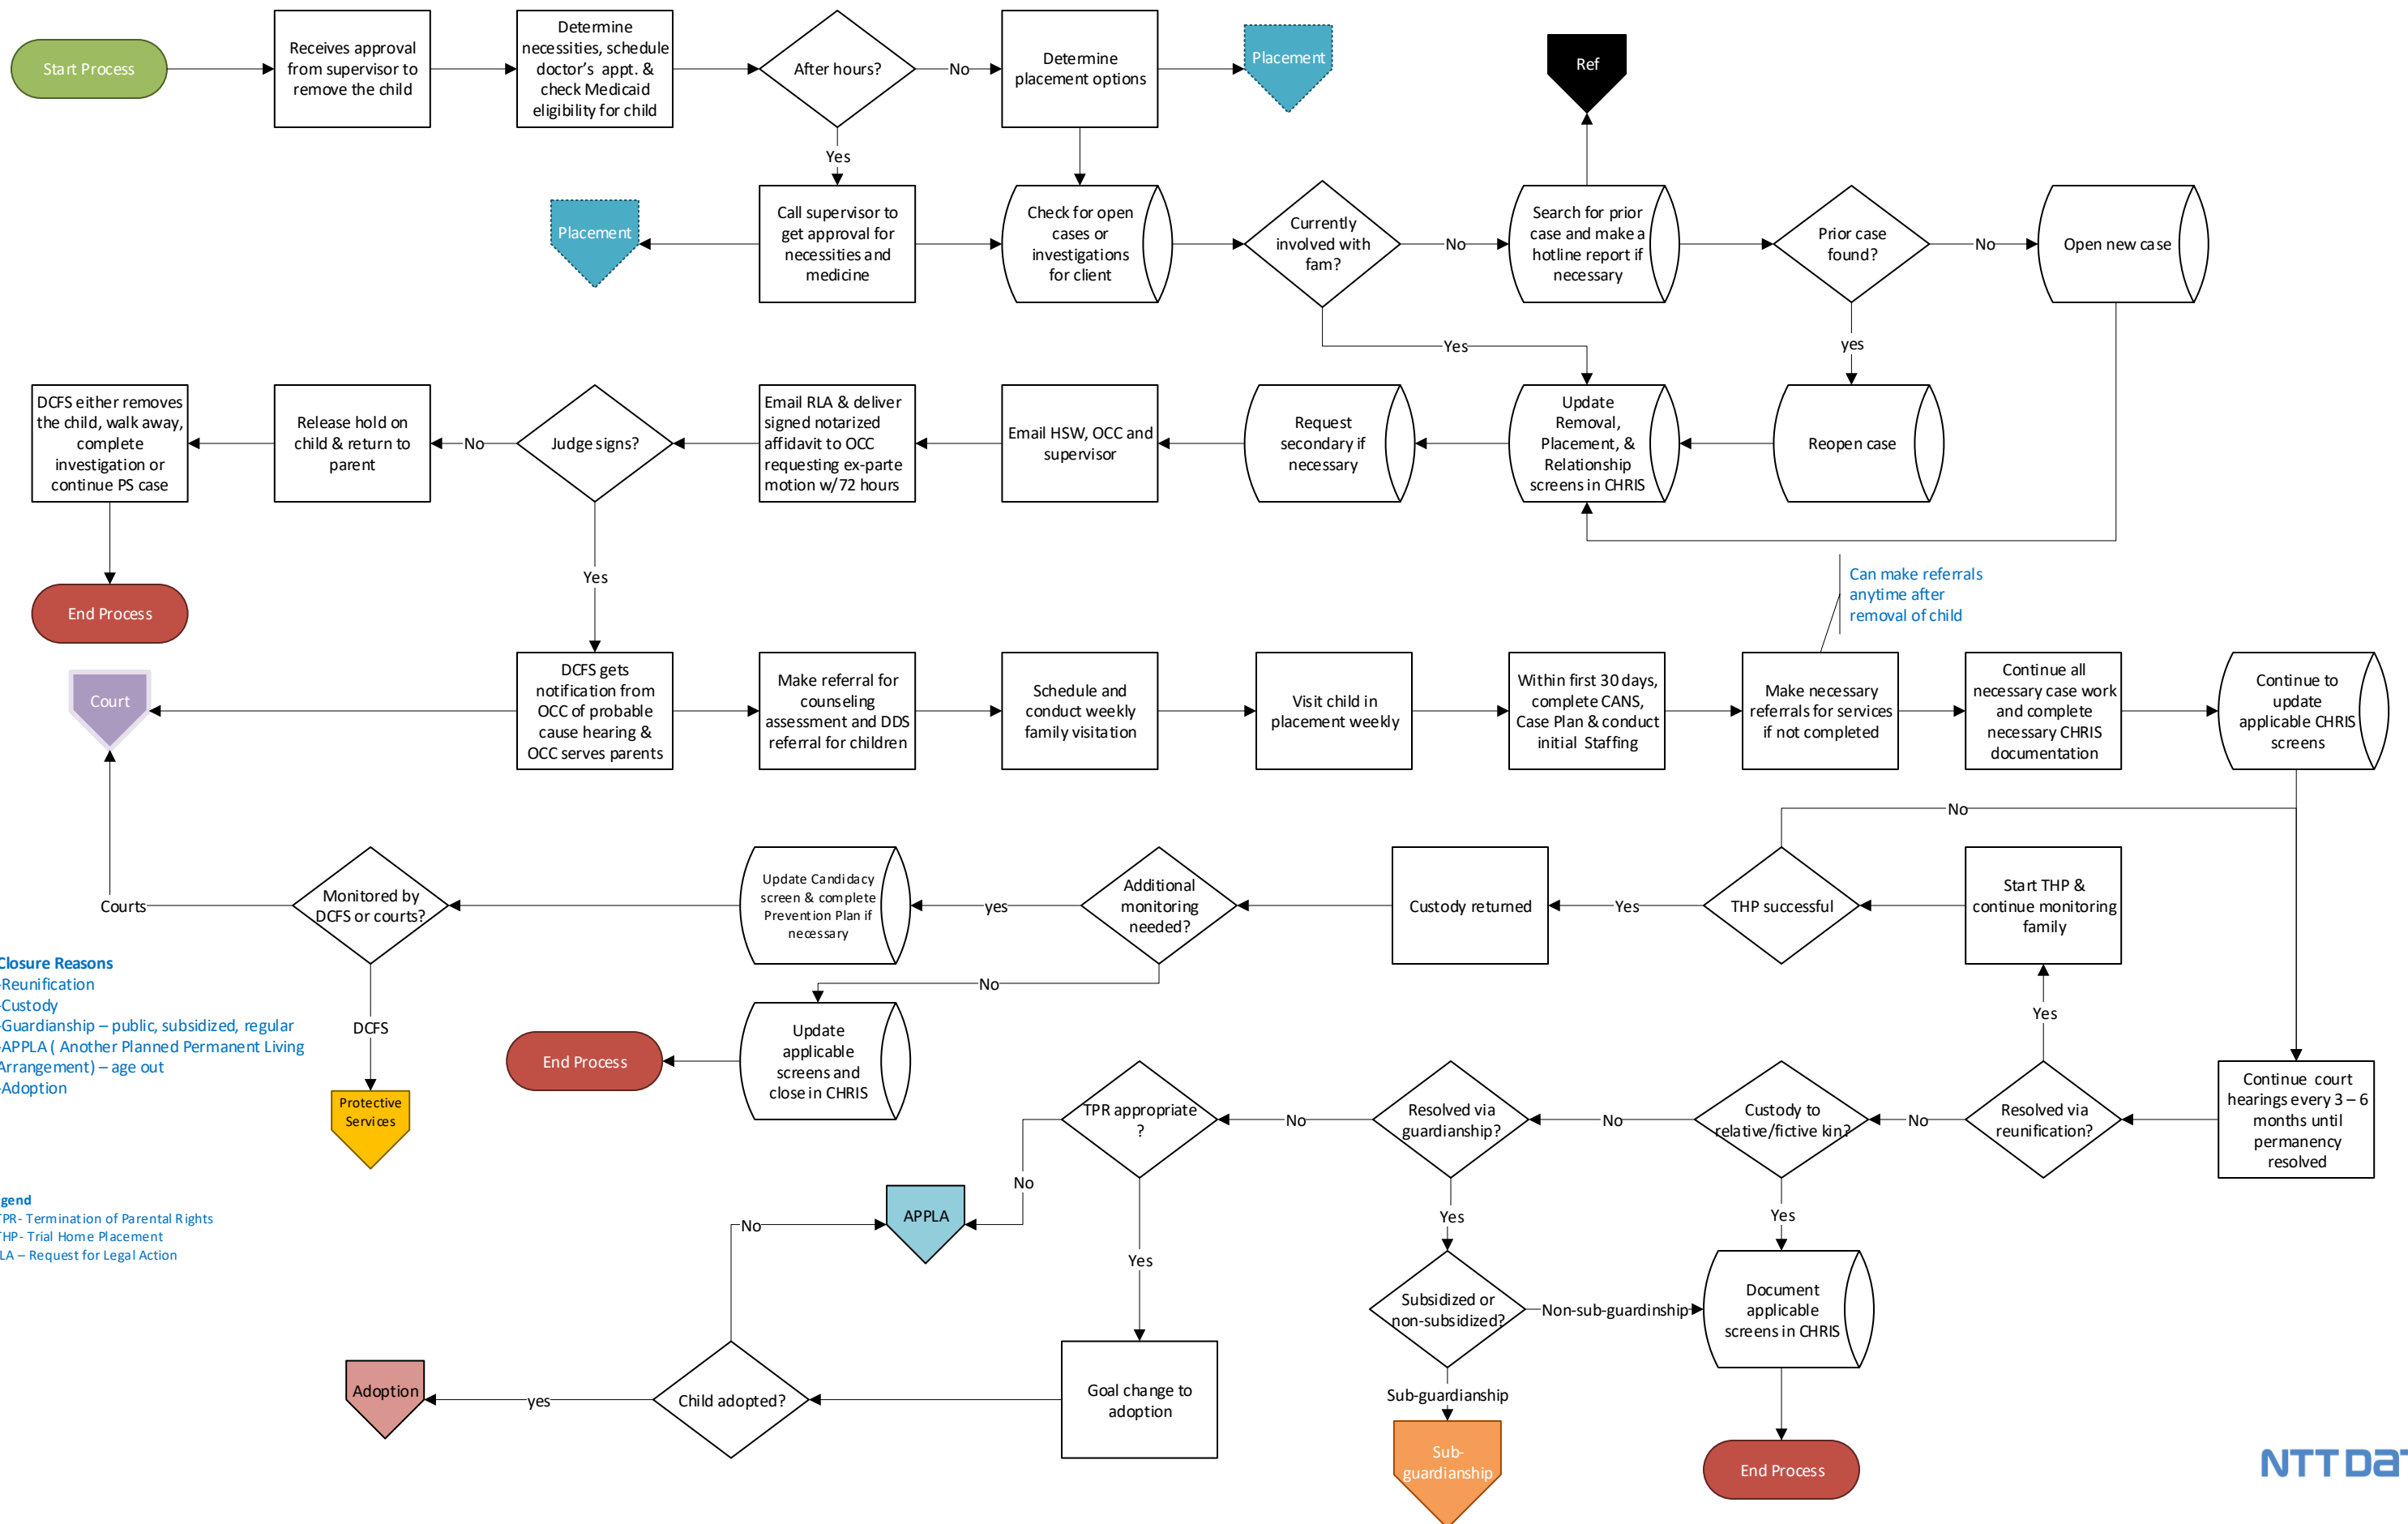 Start Process
Receives approval
from supervisor to
remove the child
Determine
necessities, schedule
doctor's appt. &
check Medicaid
eligibility for child
After hours?
No
Determine
placement options
Placement
Ref
Yes
Placement
Call supervisor to
get approval for
necessities and
medicine
Check for open
cases or
investigations
for client
Currently
involved with
fam?
No
Search for prior
case and make a
hotline report if
necessary
Prior case
found?
No
Open new case
Yes
yes
DCFS either removes
the child, walk away,
complete
investigation or
continue PS case
Release hold on
child & return to
parent
No
Judge signs?
Email RLA & deliver
signed notarized
affidavit to OCC
requesting ex-parte
motion w/72 hours
Email HSW, OCC and
supervisor
Request
secondary if
necessary
Update
Removal,
Placement, &
Relationship
screens in CHRIS
Reopen case
Yes
End Process
Can make referrals
anytime after
removal of child
Court
DCFS gets
notification from
OCC of probable
cause hearing &
OCC serves parents
Make referral for
counseling
assessment and DDS
referral for children
Schedule and
conduct weekly
family visitation
Visit child in
placement weekly
Within first 30 days,
complete CANS,
Case Plan & conduct
initial Staffing
Make necessary
referrals for services
if not completed
Continue all
necessary case work
and complete
necessary CHRIS
documentation
Continue to
update
applicable CHRIS
screens
No
Courts
Monitored by
DCFS or courts?
Update Candidacy
screen & complete
Prevention Plan if
necessary
yes
Additional
monitoring
needed?
Custody returned
Yes
THP successful
Start THP &
continue monitoring
family
No
Closure Reasons
-Reunification
-Custody
-Guardianship – public, subsidized, regular
-APPLA ( Another Planned Permanent Living
Arrangement) – age out
-Adoption
DCFS
Protective
Services
End Process
Update
applicable
screens and
close in CHRIS
Yes
TPR appropriate
?
No
Resolved via
guardianship?
No
Custody to
relative/fictive kin?
No
Resolved via
reunification?
Continue court
hearings every 3 – 6
months until
permanency
resolved
No
gend
TPR- Termination of Parental Rights
THP- Trial Home Placement
LA – Request for Legal Action
No
APPLA
Yes
Yes
Yes
Subsidized or
non-subsidized?
Non-sub-guardinship
Document
applicable
screens in CHRIS
Adoption
yes
Child adopted?
Goal change to
adoption
Sub-guardianship
Sub-
guardianship
End Process
NTT DaT